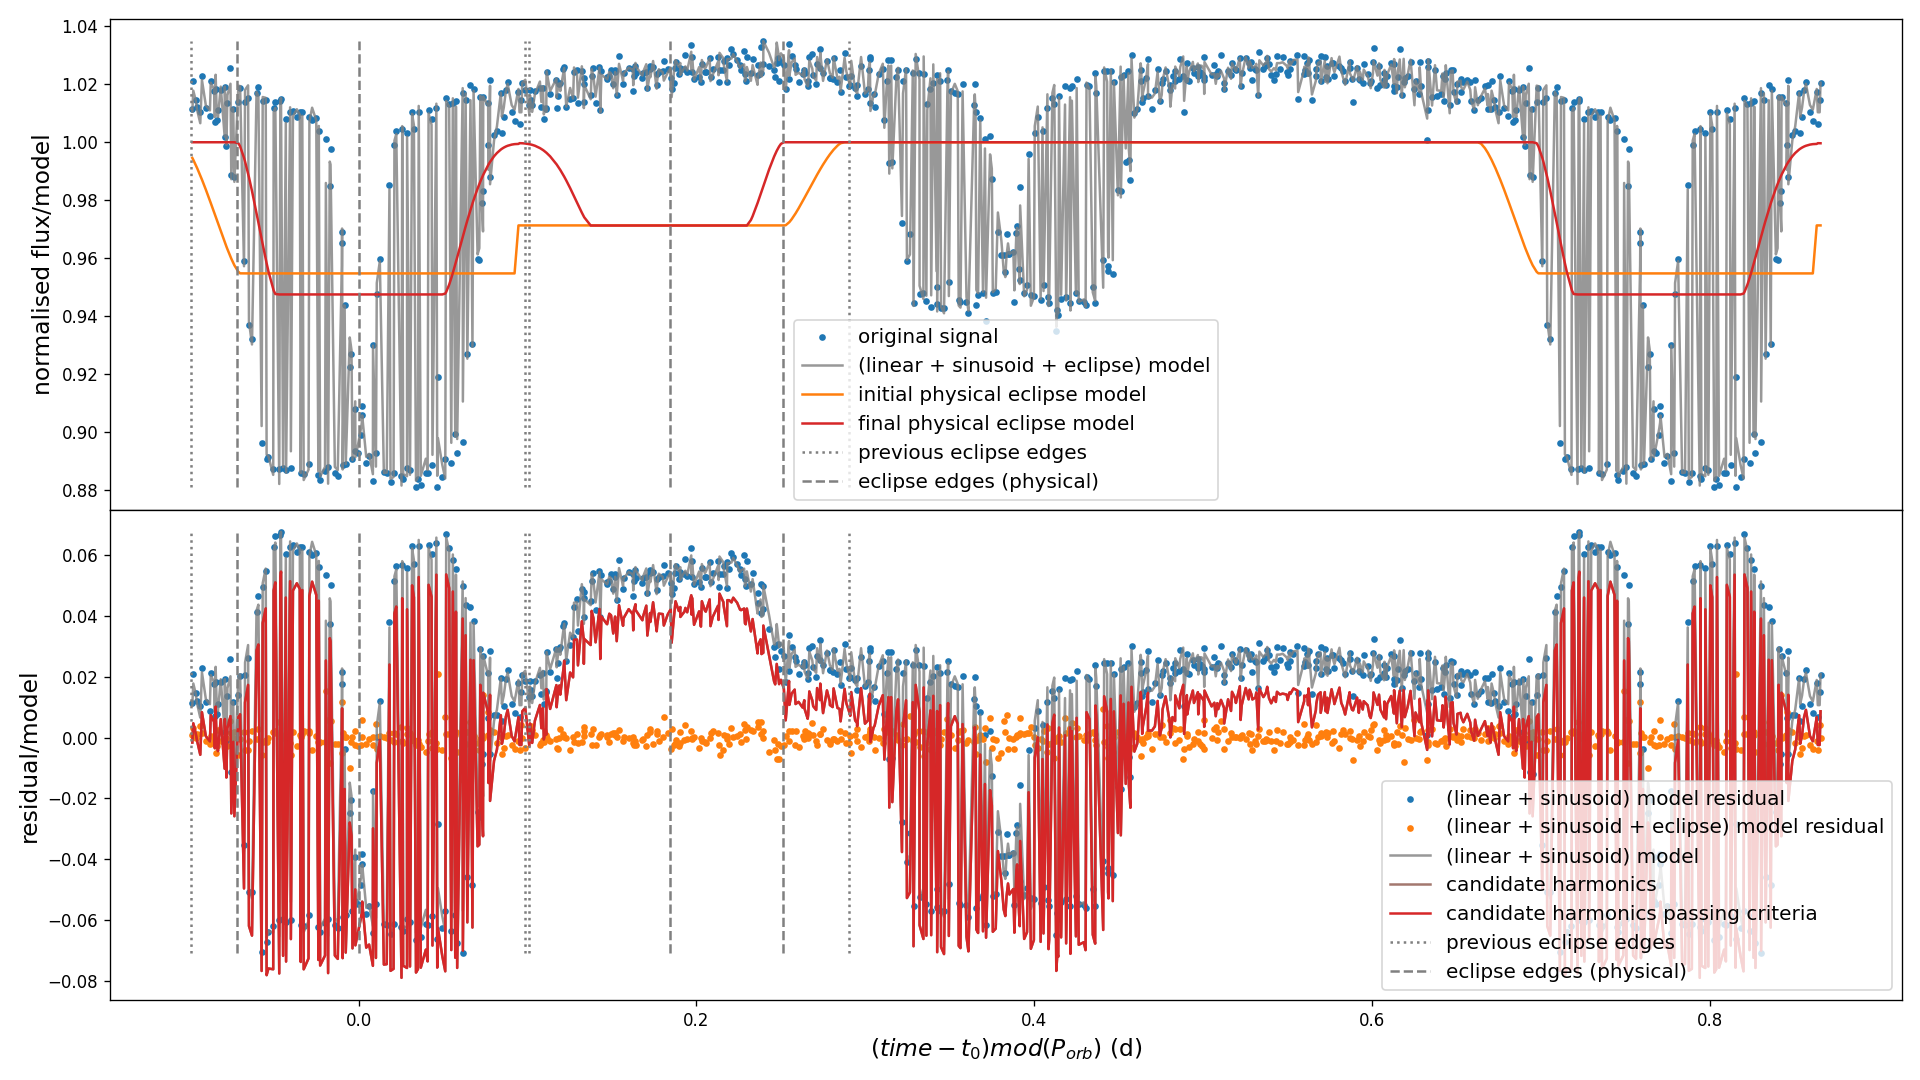 normalised flux/model
1.04
1.02
1.00
0.98
0.96
0.94
0.92
0.90
0.88
original signal
(linear + sinusoid + eclipse) model
initial physical eclipse model
final physical eclipse model
previous eclipse edges
eclipse edges (physical)
residual/model
0.06
0.04
0.02
0.00
−0.02
−0.04
−0.06
−0.08
(linear + sinusoid) model residual
(linear + sinusoid + eclipse) model residual
(linear + sinusoid) model
candidate harmonics
candidate harmonics passing criteria
previous eclipse edges
eclipse edges (physical)
0.0 0.2 0.4 0.6 0.8
(time − t₀)mod(P_orb) (d)